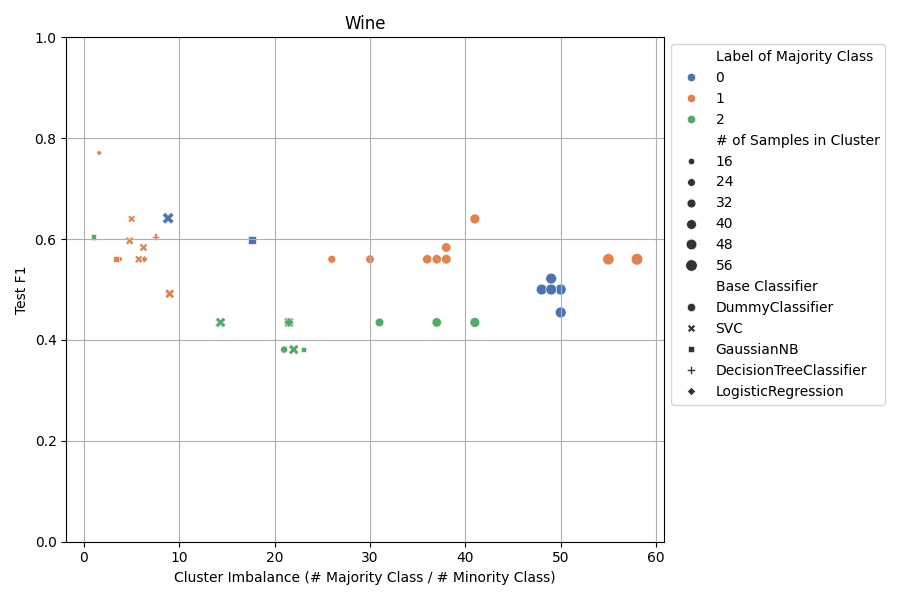 Wine
Test F1
1.0
0.8
0.6
0.4
0.2
0.0
0 10 20 30 40 50 60
Cluster Imbalance (# Majority Class / # Minority Class)
Label of Majority Class
0
1
2
# of Samples in Cluster
16
24
32
40
48
56
Base Classifier
DummyClassifier
SVC
GaussianNB
DecisionTreeClassifier
LogisticRegression